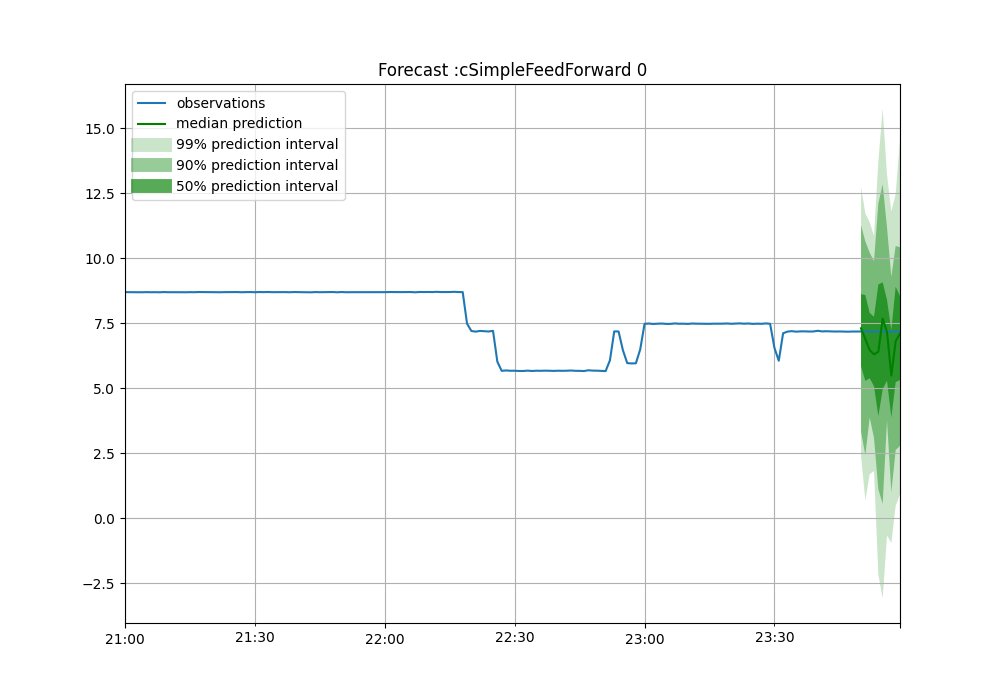 Forecast :cSimpleFeedForward 0
observations
median prediction
99% prediction interval
90% prediction interval
50% prediction interval
15.0
12.5
10.0
7.5
5.0
2.5
0.0
−2.5
21:00
21:30
22:00
22:30
23:00
23:30